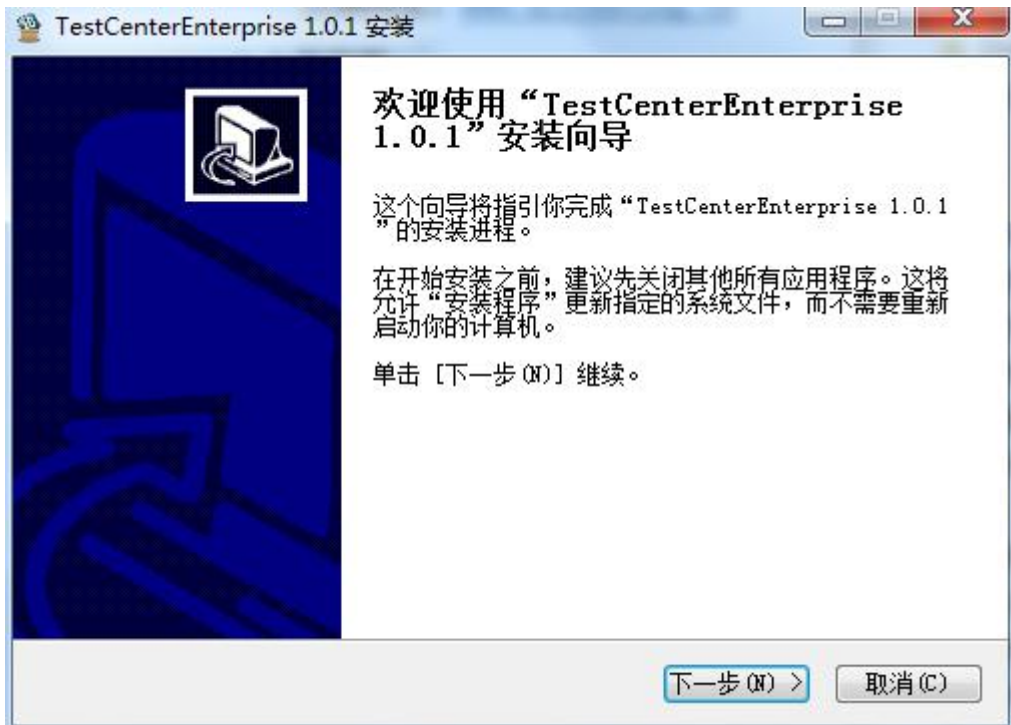 TestCenterEnterprise 1.0.1 安装
欢迎使用“TestCenterEnterprise
1.0.1”安装向导
这个向导将指引你完成“TestCenterEnterprise 1.0.1
”的安装进程。
在开始安装之前，建议先关闭其他所有应用程序。这将
允许“安装程序”更新指定的系统文件，而不需要重新
启动你的计算机。
单击 [下一步(N)] 继续。
下一步(N) >
取消(C)